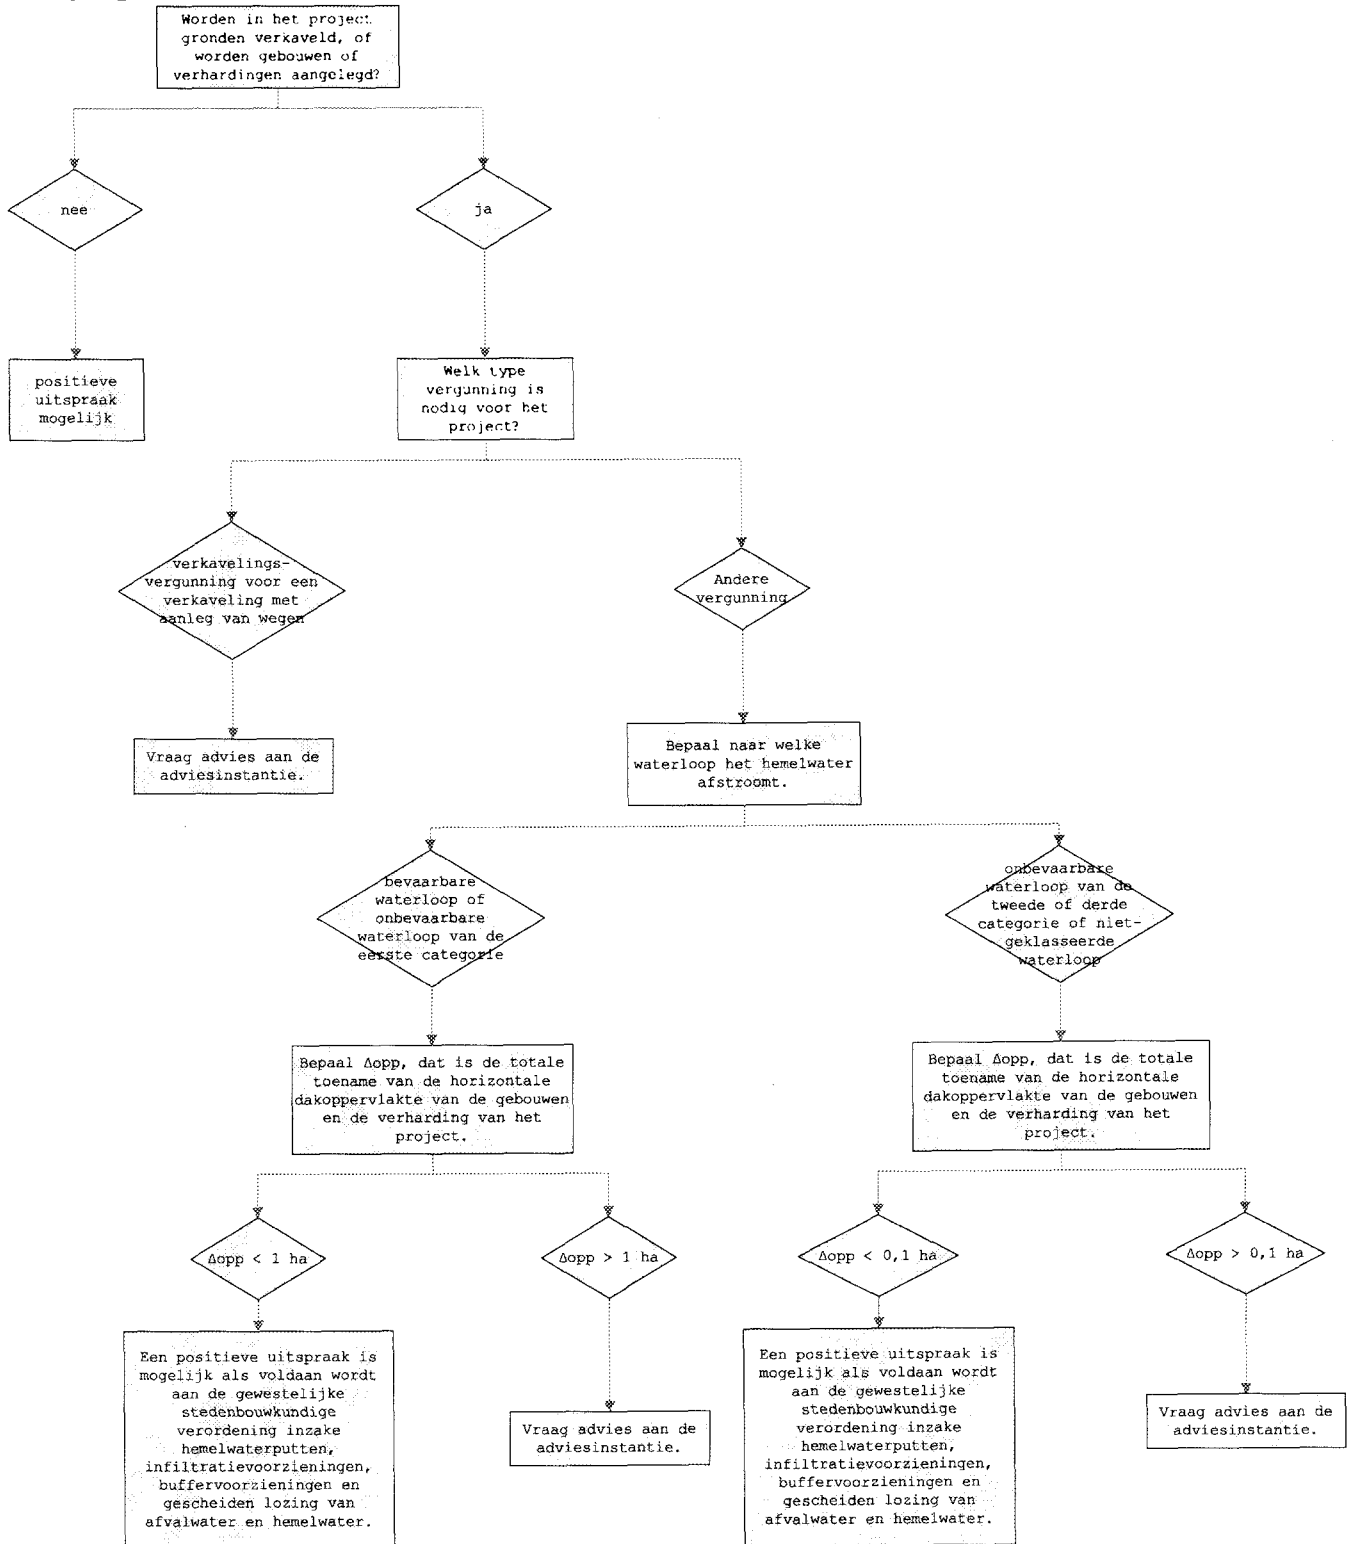 Worden in het project
gronden verkaveld, of
worden gebouwen of
verhardingen aangelegd?
nee
ja
positieve
uitspraak
mogelijk
Welk type
vergunning is
nodig voor het
project?
verkavelings-
vergunning voor een
verkaveling met
aanleg van wegen
Andere
vergunning
Vraag advies aan de
adviesinstantie.
Bepaal naar welke
waterloop het hemelwater
afstroomt.
bevaarbare
waterloop of
onbevaarbare
waterloop van de
eerste categorie
onbevaarbare
waterloop van de
tweede of derde
categorie of niet-
geklasseerde
waterloop
Bepaal Δopp, dat is de totale
toename van de horizontale
dakoppervlakte van de gebouwen
en de verharding van het
project.
Bepaal Δopp, dat is de totale
toename van de horizontale
dakoppervlakte van de gebouwen
en de verharding van het
project.
Δopp < 1 ha
Δopp > 1 ha
Δopp < 0,1 ha
Δopp > 0,1 ha
Een positieve uitspraak is
mogelijk als voldaan wordt
aan de gewestelijke
stedenbouwkundige
verordening inzake
hemelwaterputten,
infiltratievoorzieningen,
buffervoorzieningen en
gescheiden lozing van
afvalwater en hemelwater.
Vraag advies aan de
adviesinstantie.
Een positieve uitspraak is
mogelijk als voldaan wordt
aan de gewestelijke
stedenbouwkundige
verordening inzake
hemelwaterputten,
infiltratievoorzieningen,
buffervoorzieningen en
gescheiden lozing van
afvalwater en hemelwater.
Vraag advies aan de
adviesinstantie.